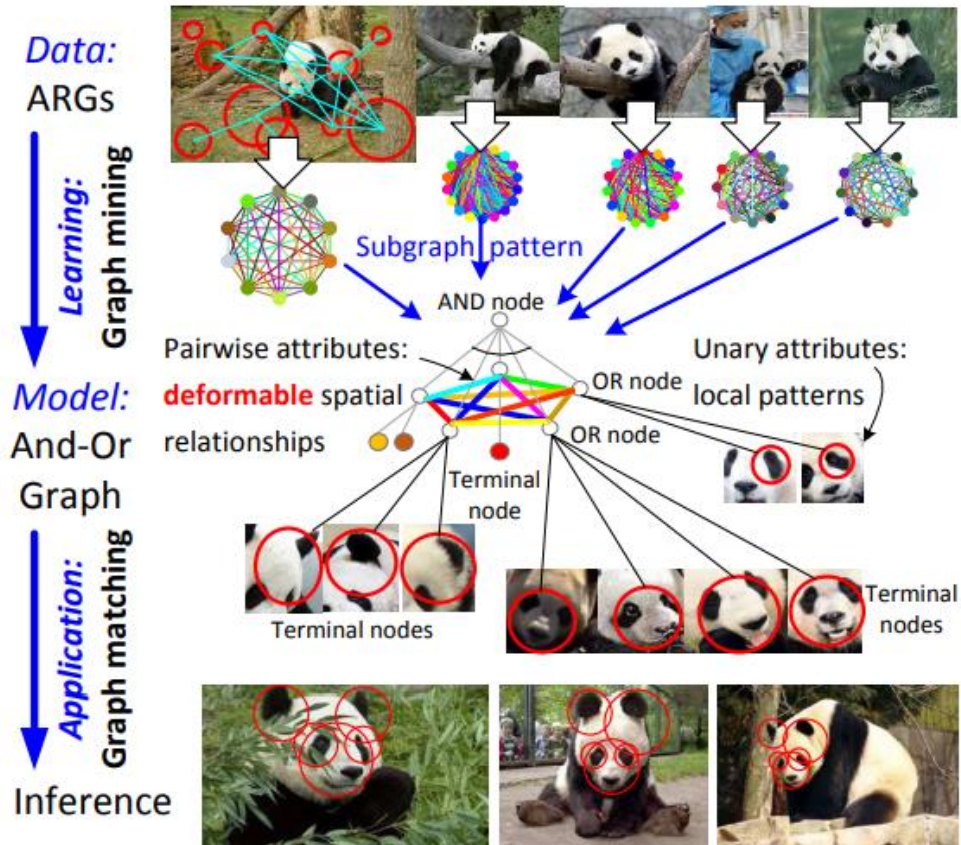 Data:
ARGs
Learning:
Graph mining
Subgraph pattern
AND node
Pairwise attributes:
deformable spatial
relationships
Unary attributes:
local patterns
OR node
OR node
Model:
And-Or
Graph
Terminal
node
Terminal nodes
Terminal
nodes
Application:
Graph matching
Inference